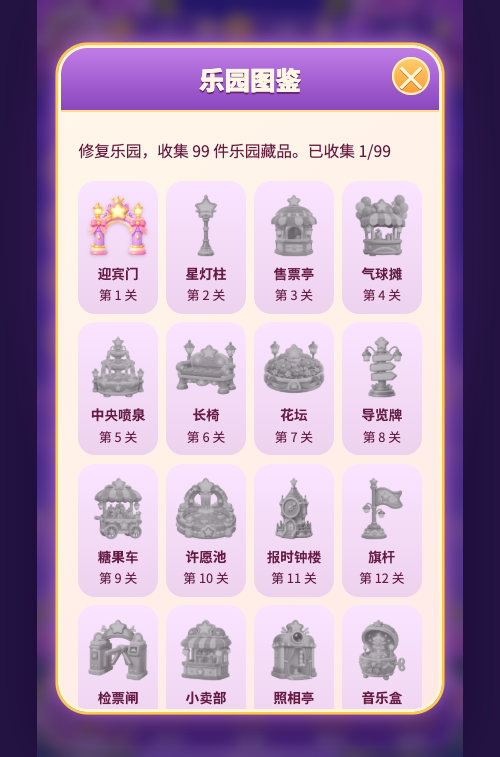 乐园图鉴
修复乐园，收集 99 件乐园藏品。已收集 1/99
迎宾门 星灯柱 售票亭 气球摊
第 1 关 第 2 关 第 3 关 第 4 关
中央喷泉 长椅 花坛 导览牌
第 5 关 第 6 关 第 7 关 第 8 关
糖果车 许愿池 报时钟楼 旗杆
第 9 关 第 10 关 第 11 关 第 12 关
检票闸 小卖部 照相亭 音乐盒